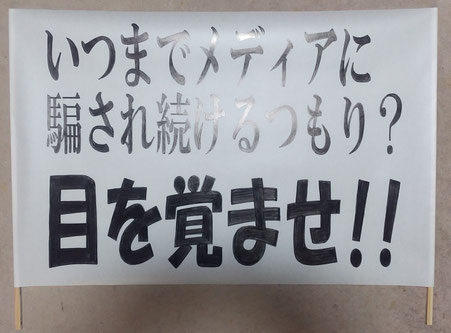 いつまでメディアに
騙され続けるつもり？
目を覚ませ!!